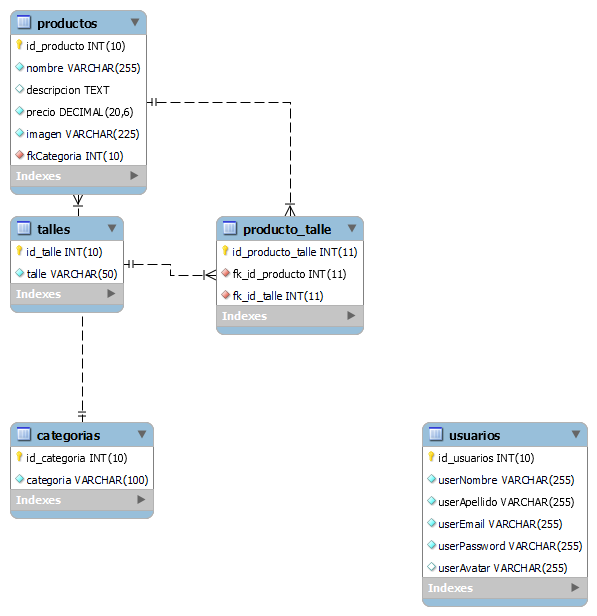 productos
id_producto INT(10)
nombre VARCHAR(255)
descripcion TEXT
precio DECIMAL(20,6)
imagen VARCHAR(225)
fkCategoria INT(10)
Indexes
talles
id_talle INT(10)
talle VARCHAR(50)
Indexes
producto_talle
id_producto_talle INT(11)
fk_id_producto INT(11)
fk_id_talle INT(11)
Indexes
categorias
id_categoria INT(10)
categoria VARCHAR(100)
Indexes
usuarios
id_usuarios INT(10)
userNombre VARCHAR(255)
userApellido VARCHAR(255)
userEmail VARCHAR(255)
userPassword VARCHAR(255)
userAvatar VARCHAR(255)
Indexes